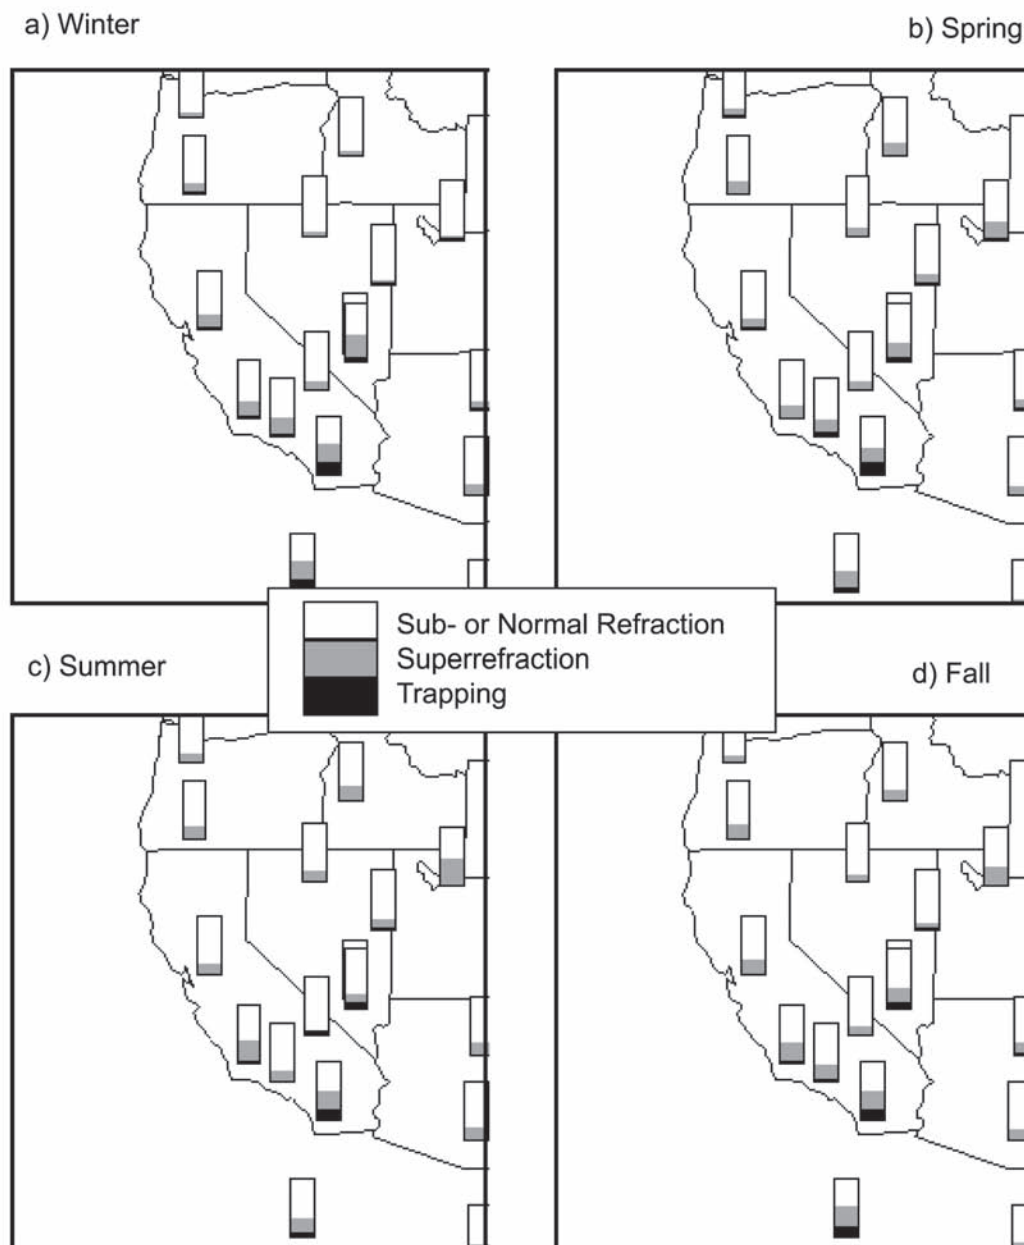 a) Winter
b) Spring
Sub- or Normal Refraction
Superrefraction
Trapping
c) Summer
d) Fall